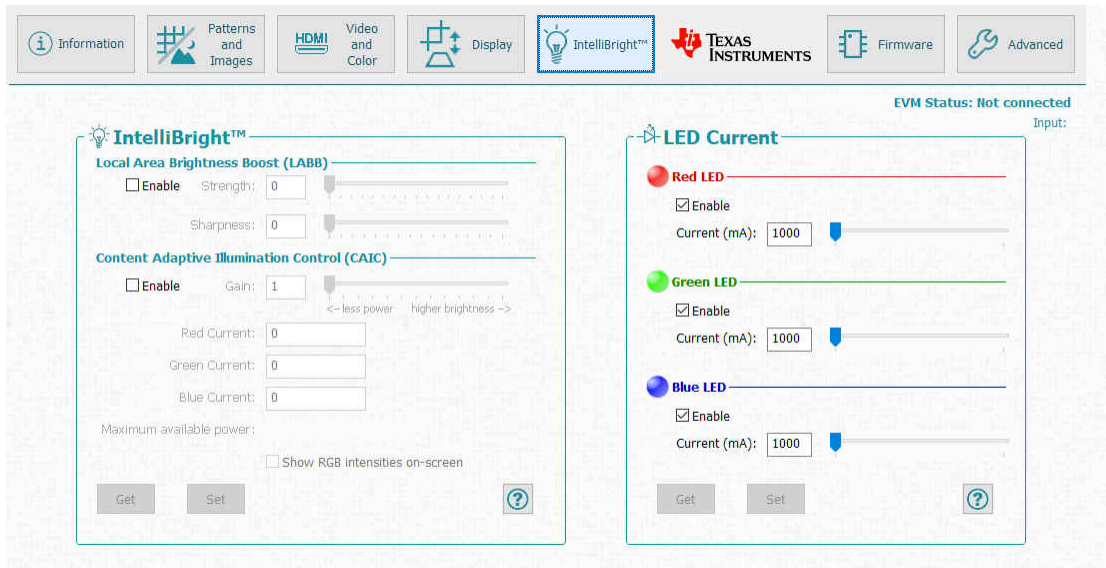 Information
Patterns
and
Images
HDMI
Video
and
Color
Display
IntelliBright™
TEXAS
INSTRUMENTS
Firmware
Advanced
EVM Status: Not connected
Input:
IntelliBright™
Local Area Brightness Boost (LABB)
Enable Strength: 0
Sharpness: 0
Content Adaptive Illumination Control (CAIC)
Enable Gain: 1
<-- less power higher brightness -->
Red Current: 0
Green Current: 0
Blue Current: 0
Maximum available power:
Show RGB intensities on-screen
Get Set ?
LED Current
Red LED
Enable
Current (mA): 1000
Green LED
Enable
Current (mA): 1000
Blue LED
Enable
Current (mA): 1000
Get Set ?